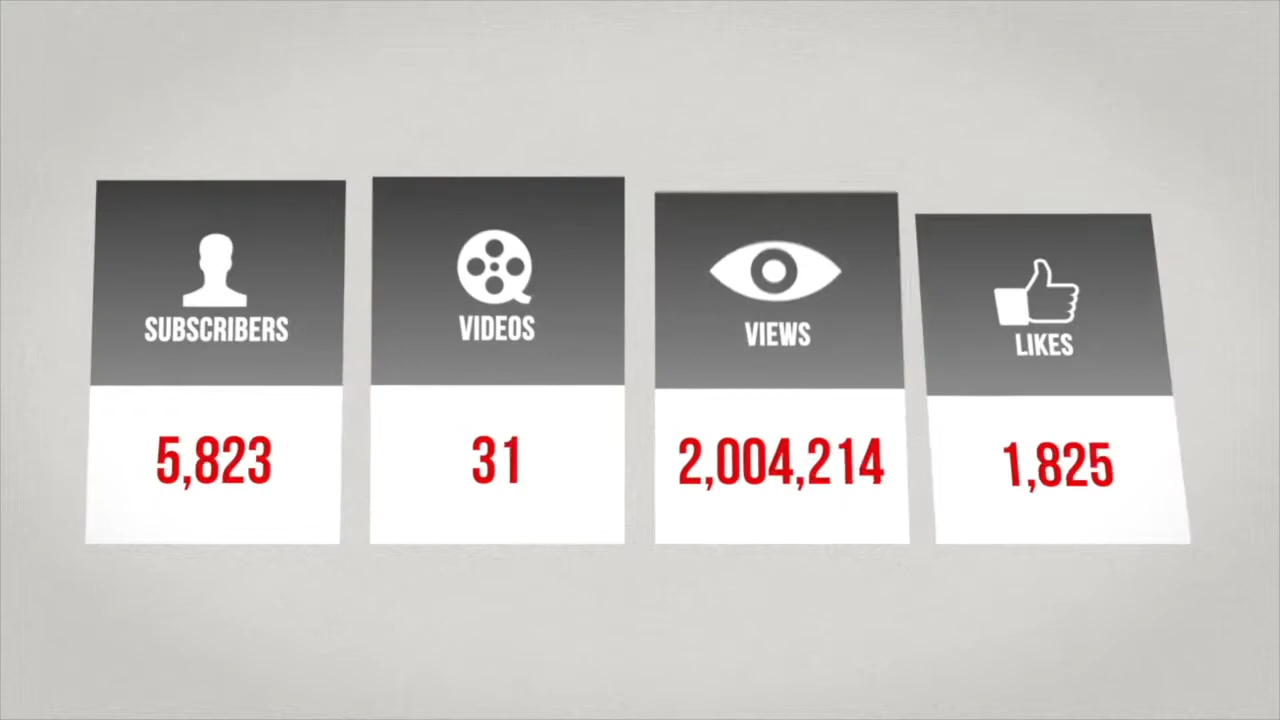 SUBSCRIBERS
5,823
VIDEOS
31
VIEWS
2,004,214
LIKES
1,825